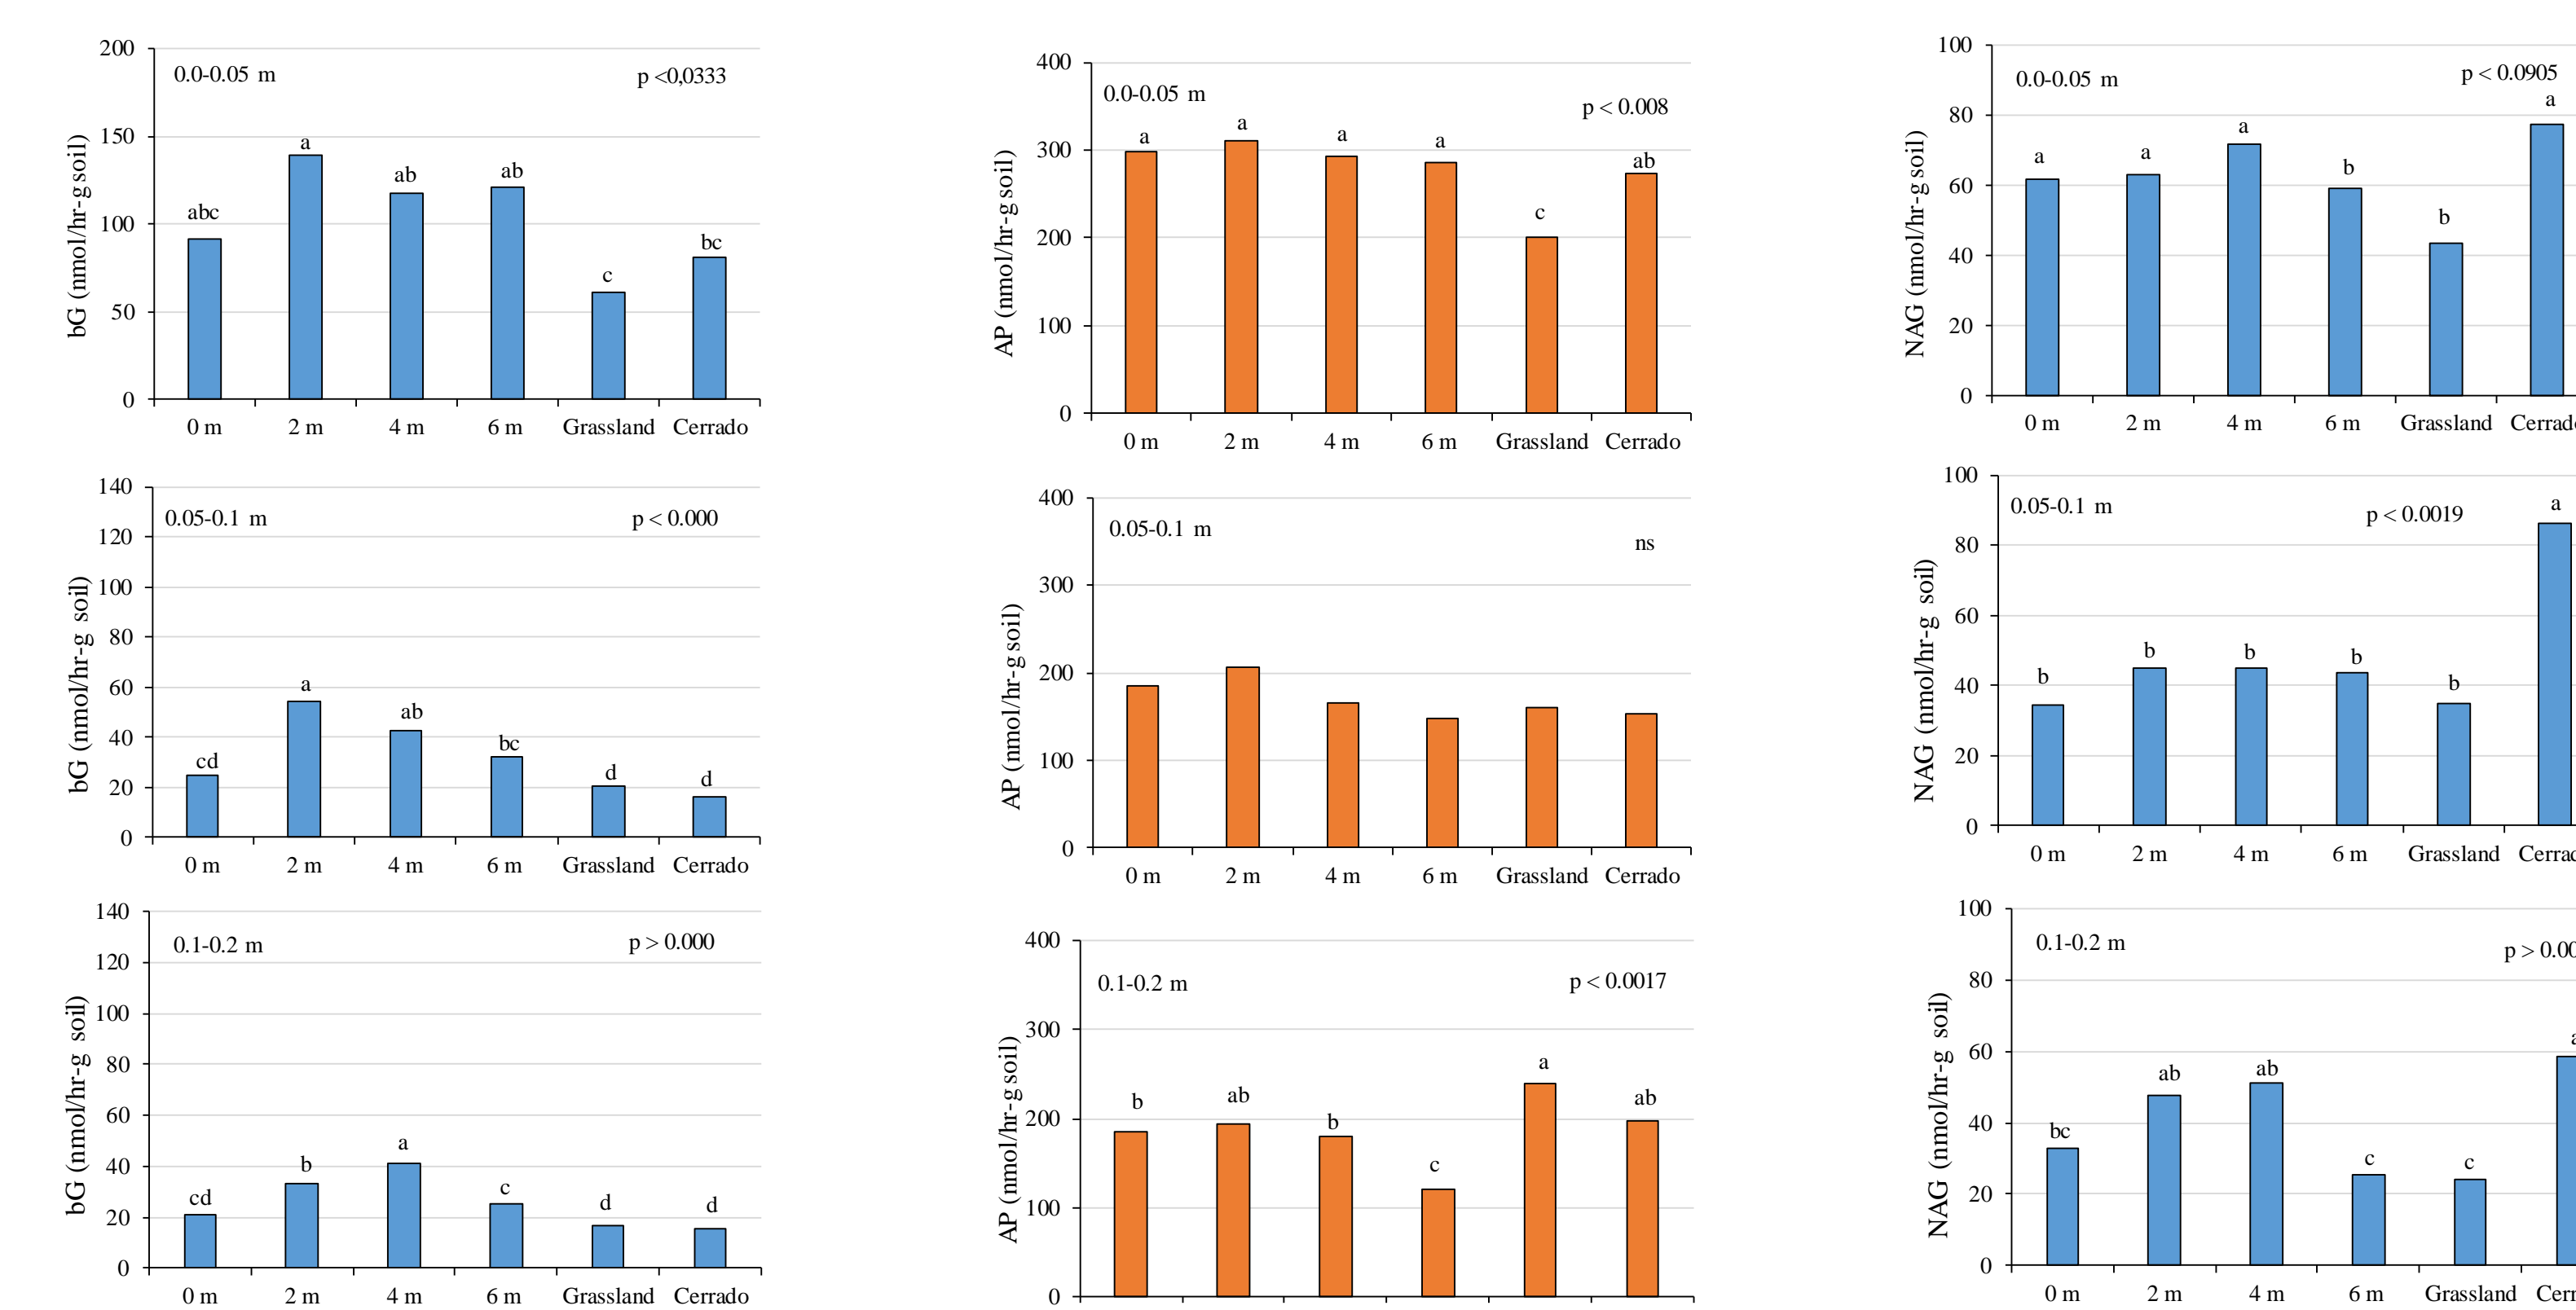 200
150
100
50
0
bG (nmol/hr-g soil)
0.0-0.05 m
p <0,0333
abc
a
ab
ab
c
bc
0 m 2 m 4 m 6 m Grassland Cerrado
400
300
200
100
0
AP (nmol/hr-g soil)
0.0-0.05 m
p < 0.008
a
a
a
a
c
ab
0 m 2 m 4 m 6 m Grassland Cerrado
100
80
60
40
20
0
NAG (nmol/hr-g soil)
0.0-0.05 m
p < 0.0905
a
a
a
b
b
a
0 m 2 m 4 m 6 m Grassland
140
120
100
80
60
40
20
0
bG (nmol/hr-g soil)
0.05-0.1 m
p < 0.000
cd
a
ab
bc
d
d
0 m 2 m 4 m 6 m Grassland Cerrado
400
300
200
100
0
AP (nmol/hr-g soil)
0.05-0.1 m
ns
0 m 2 m 4 m 6 m Grassland Cerrado
100
80
60
40
20
0
NAG (nmol/hr-g soil)
0.05-0.1 m
p < 0.0019
b
b
b
b
b
a
0 m 2 m 4 m 6 m Grassland
140
120
100
80
60
40
20
0
bG (nmol/hr-g soil)
0.1-0.2 m
p > 0.000
cd
b
a
c
d
d
0 m 2 m 4 m 6 m Grassland Cerrado
400
300
200
100
0
AP (nmol/hr-g soil)
0.1-0.2 m
p < 0.0017
b
ab
b
c
a
ab
100
80
60
40
20
0
NAG (nmol/hr-g soil)
0.1-0.2 m
p >
bc
ab
ab
c
c
0 m 2 m 4 m 6 m Grassland